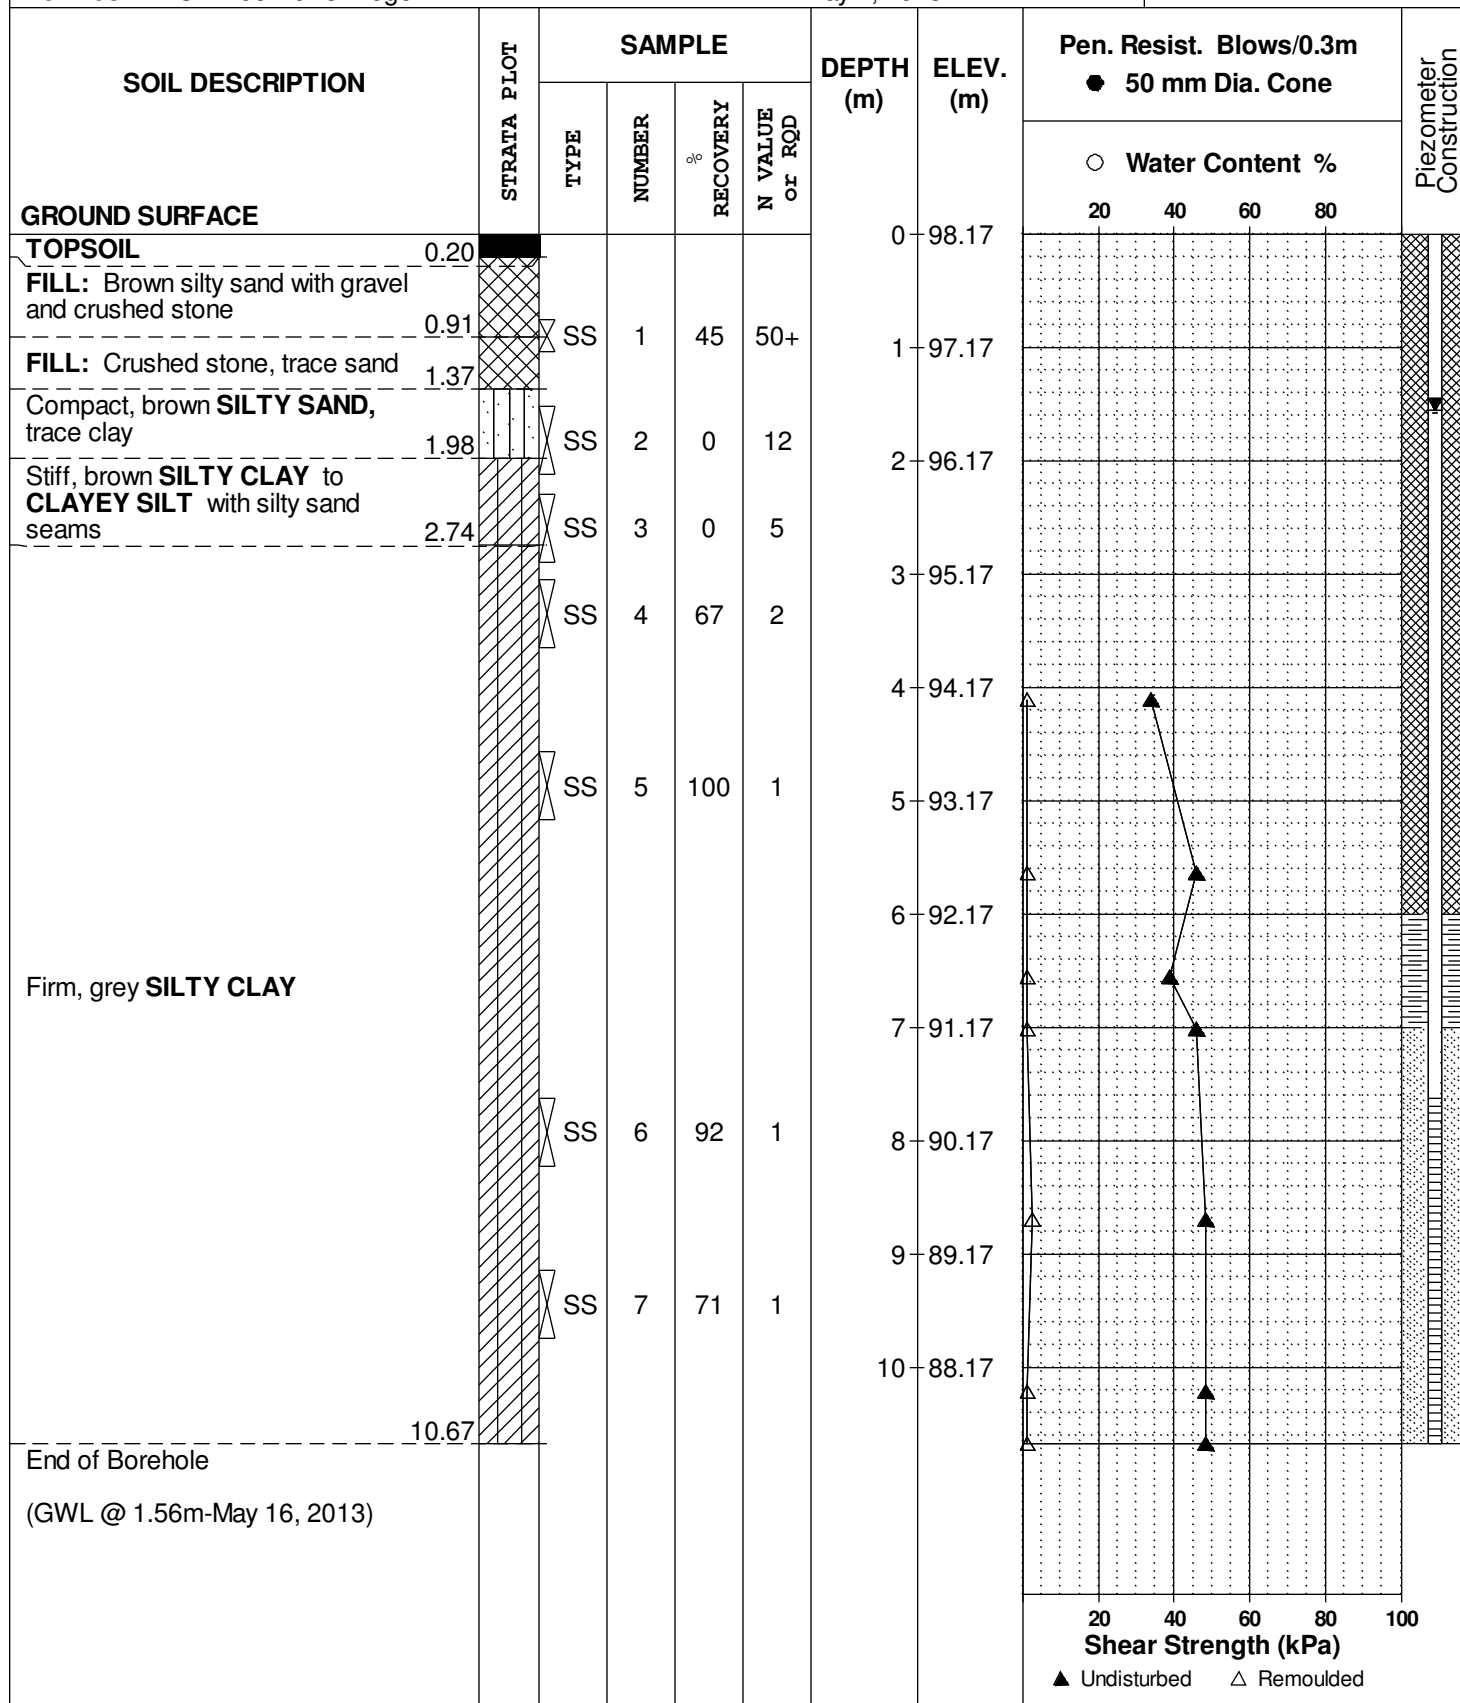 SOIL DESCRIPTION
STRATA PLOT
SAMPLE
TYPE
NUMBER
% RECOVERY
N VALUE or RQD
DEPTH (m)
ELEV. (m)
Pen. Resist. Blows/0.3m
● 50 mm Dia. Cone
○ Water Content %
20 40 60 80
Piezometer Construction
GROUND SURFACE
0 98.17
TOPSOIL 0.20
FILL: Brown silty sand with gravel
and crushed stone
0.91
SS 1 45 50+
1 97.17
FILL: Crushed stone, trace sand 1.37
Compact, brown SILTY SAND,
trace clay
1.98
SS 2 0 12
2 96.17
Stiff, brown SILTY CLAY to
CLAYEY SILT with silty sand
seams 2.74
SS 3 0 5
3 95.17
SS 4 67 2
4 94.17
SS 5 100 1
5 93.17
6 92.17
Firm, grey SILTY CLAY
7 91.17
SS 6 92 1
8 90.17
9 89.17
SS 7 71 1
10 88.17
10.67
End of Borehole
(GWL @ 1.56m-May 16, 2013)
20 40 60 80 100
Shear Strength (kPa)
▲ Undisturbed △ Remoulded